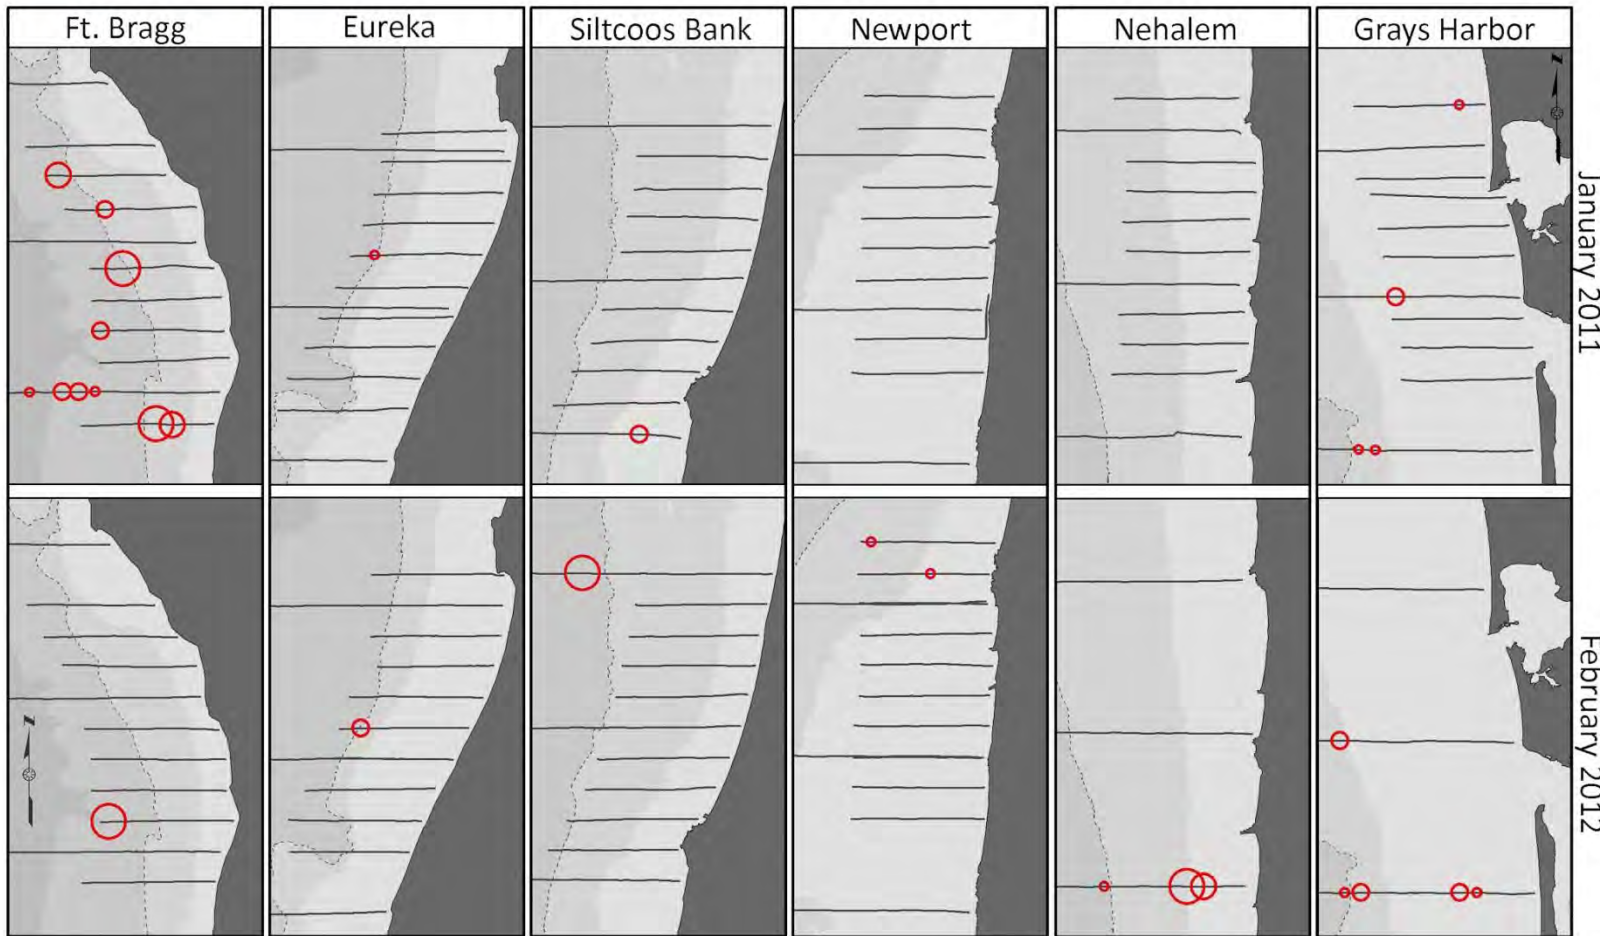 Ft. Bragg
Eureka
Siltcoos Bank
Newport
Nehalem
Grays Harbor
N
January 2011
N
February 2012